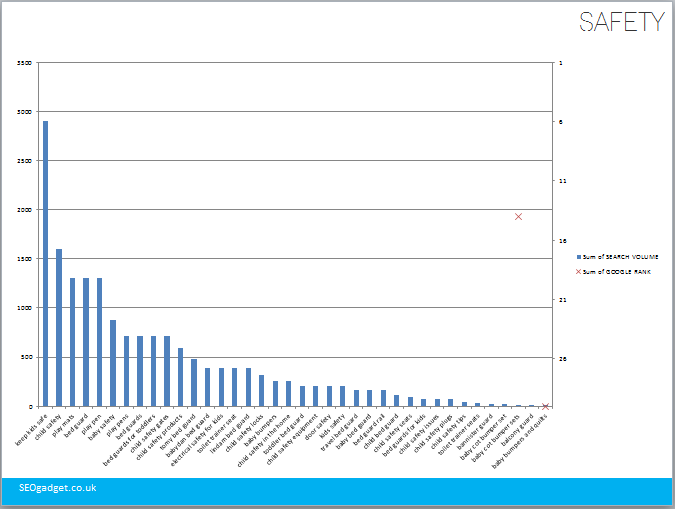 SAFETY
3500
3000
2500
2000
1500
1000
500
0
1
6
11
16
21
26
Sum of SEARCH VOLUME
Sum of GOOGLE RANK
keep kids safe
child safety
play mats
bed guard
play pen
baby safety
play pens
bed guards
bed guards for toddlers
child safety gates
child safety products
tomy bed guard
babydan bed guard
electrical safety for kids
toilet trainer seat
lindam bed guard
child safety locks
baby bumpers
child safety in the home
toddler bed guard
child safety equipment
door safety
kids safety
travel bed guard
baby bed guard
bed guard rail
child bed guard
child safety seats
bed guards for kids
child safety issues
child safety plugs
child safety tips
toilet trainer seats
bannister guard
baby cot bumper net
baby cot bumper sets
balcony guard
baby bumpers and quilts
SEOgadget.co.uk